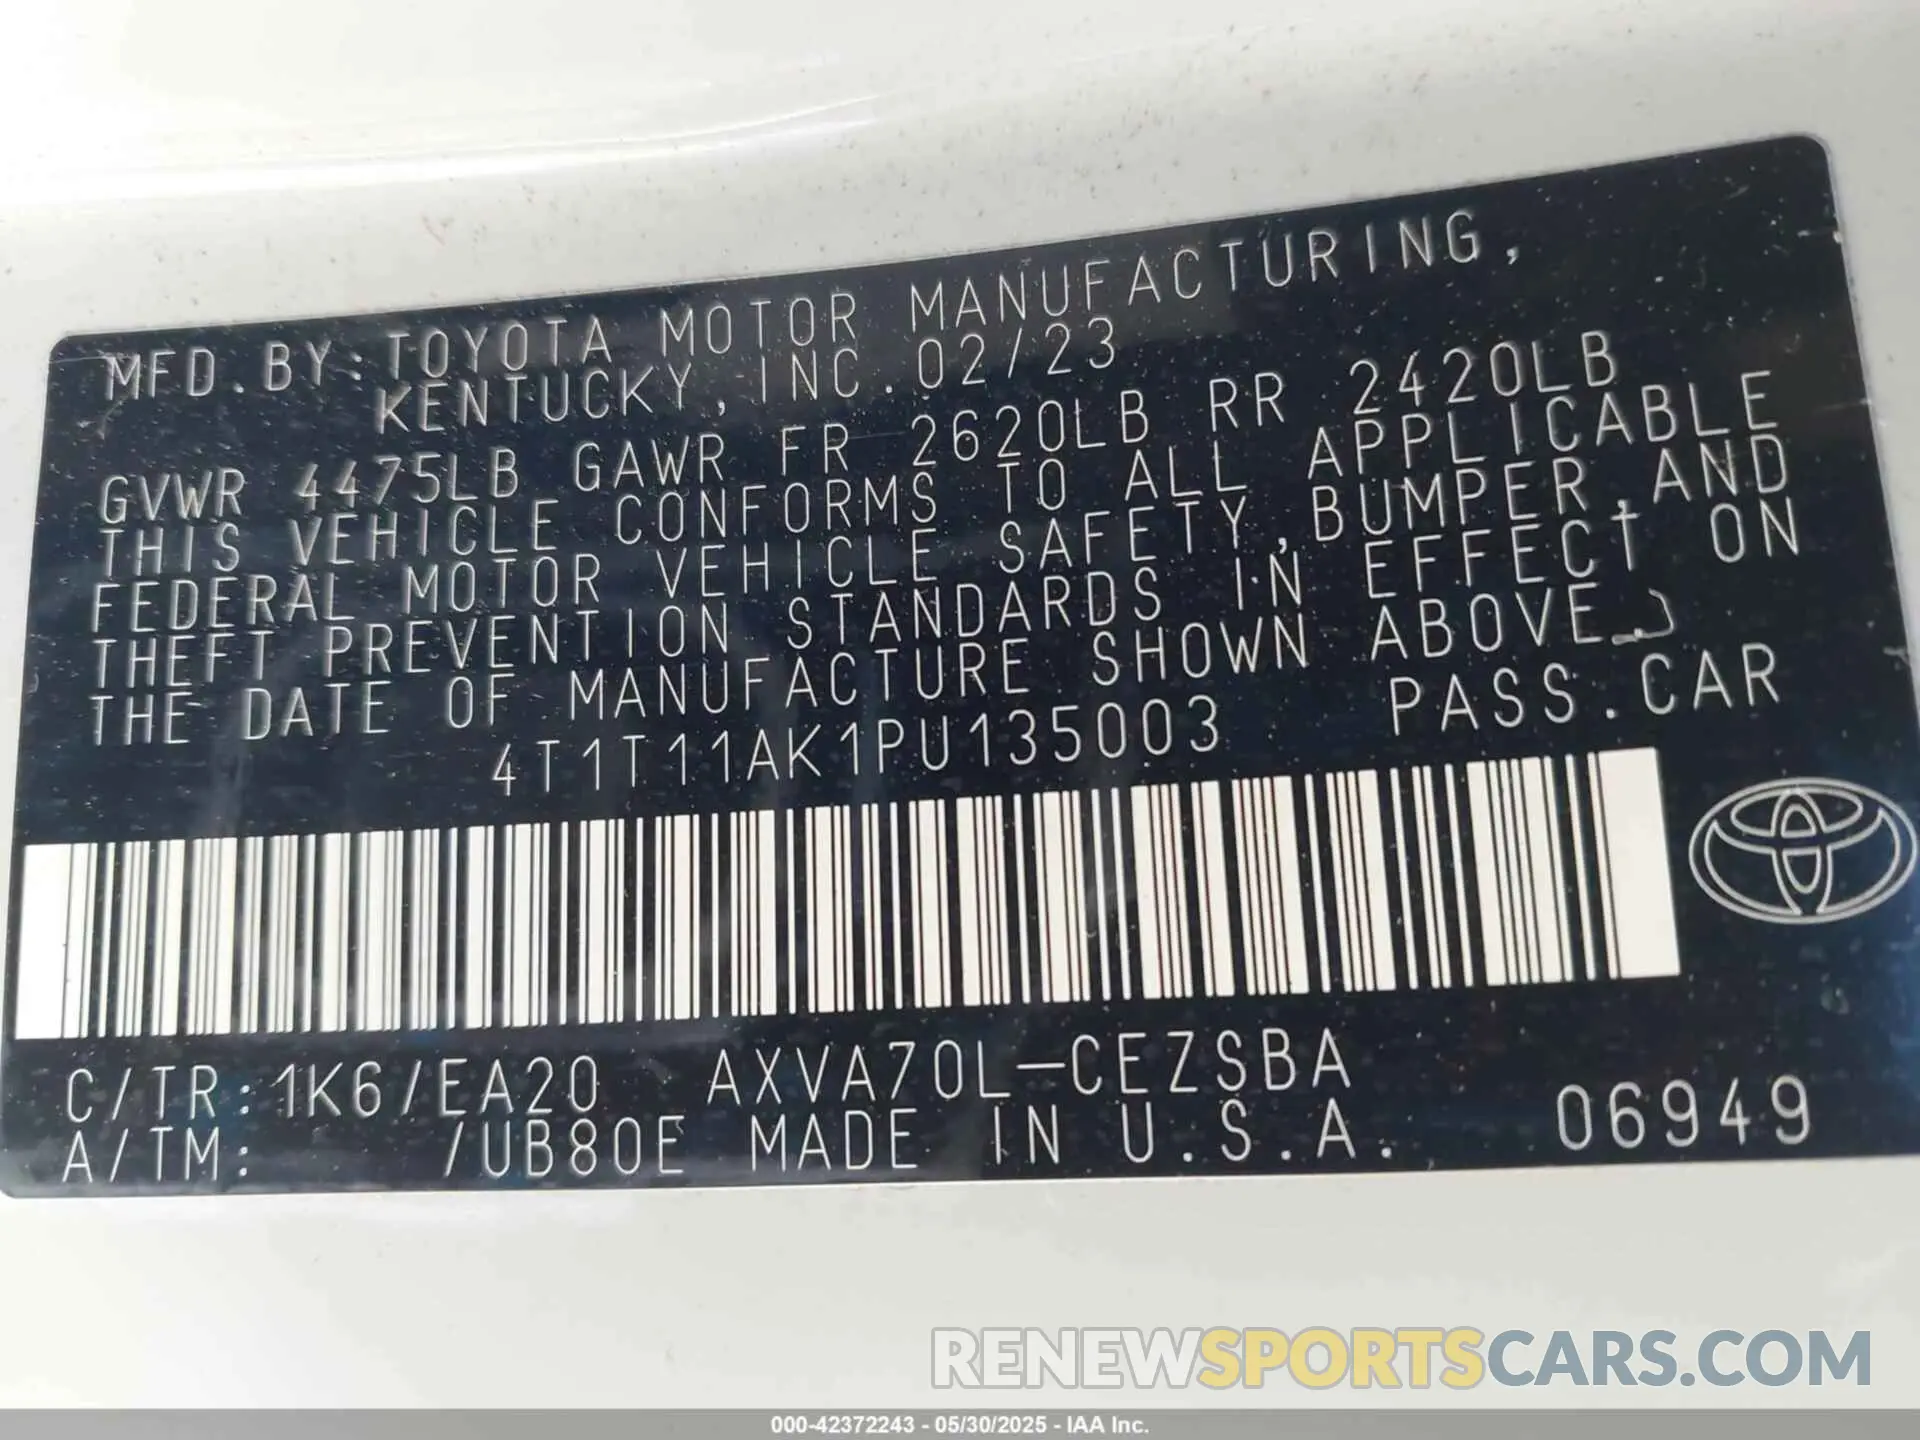 MFD. BY: TOYOTA MOTOR MANUFACTURING,
KENTUCKY, INC. 02/23
GVWR 4475LB GAWR FR 2620LB RR 2420LB
THIS VEHICLE CONFORMS TO ALL APPLICABLE
FEDERAL MOTOR VEHICLE SAFETY, BUMPER, AND
THEFT PREVENTION STANDARDS IN EFFECT ON
THE DATE OF MANUFACTURE SHOWN ABOVE.
4T1T11AK1PU135003 PASS. CAR
C/TR: 1K6/EA20 AXVA70L-CEZSBA
A/TM: /UB80E MADE IN U.S.A. 06949
RENEWSPORTSCARS.COM
000-42372243 - 05/30/2025 - IAA Inc.